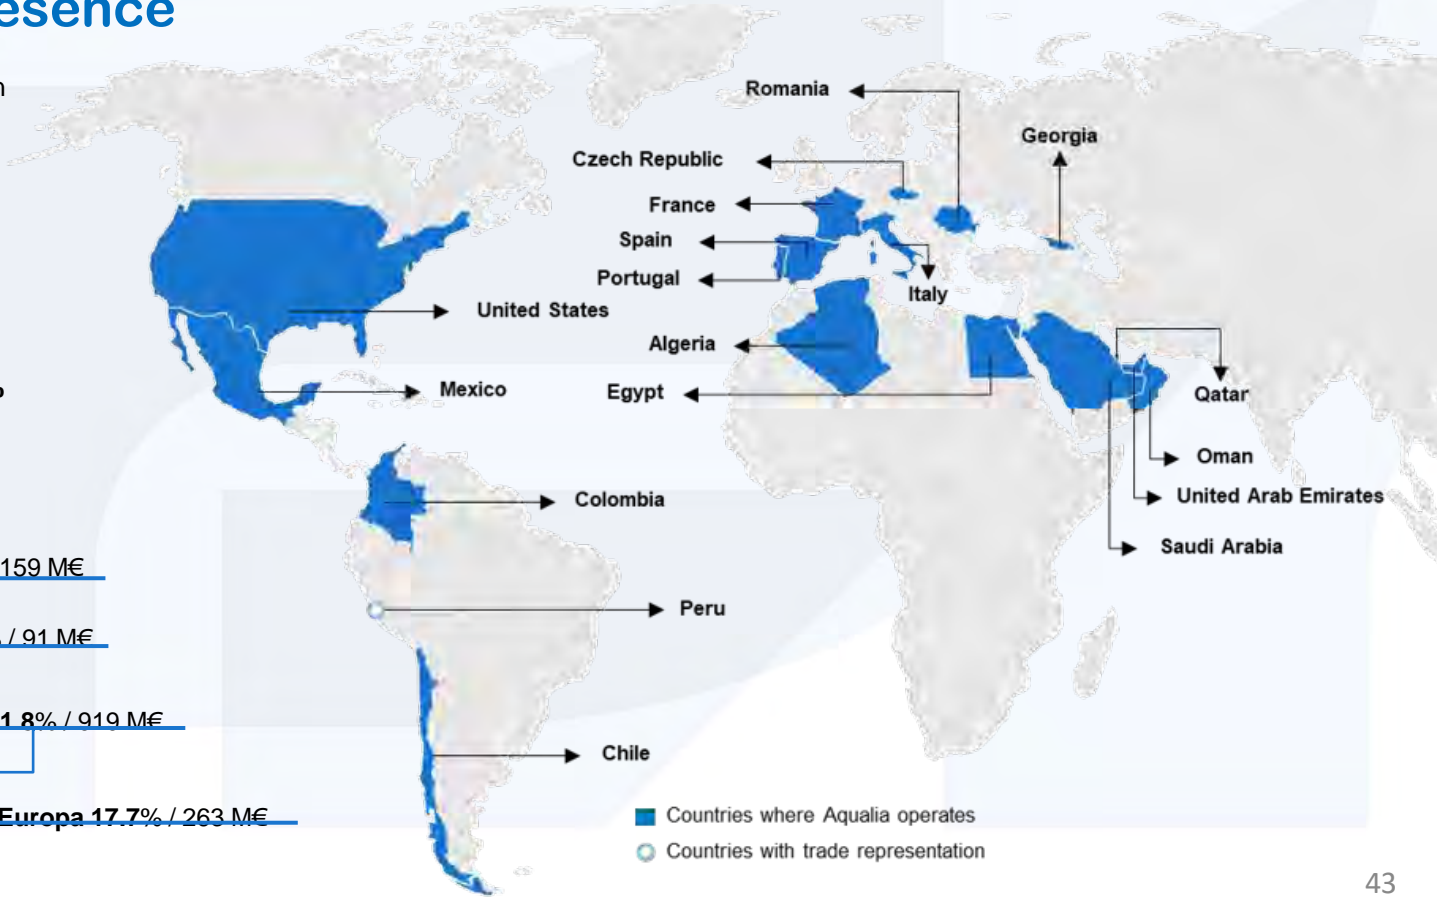 esence
n
Romania
Georgia
Czech Republic
France
Spain
Portugal
Italy
United States
Algeria
Mexico
Egypt
Qatar
Oman
Colombia
United Arab Emirates
Saudi Arabia
159 M€
Peru
/ 91 M€
1.8% / 919 M€
Chile
Europa 17.7% / 263 M€
Countries where Aqualia operates
Countries with trade representation
43